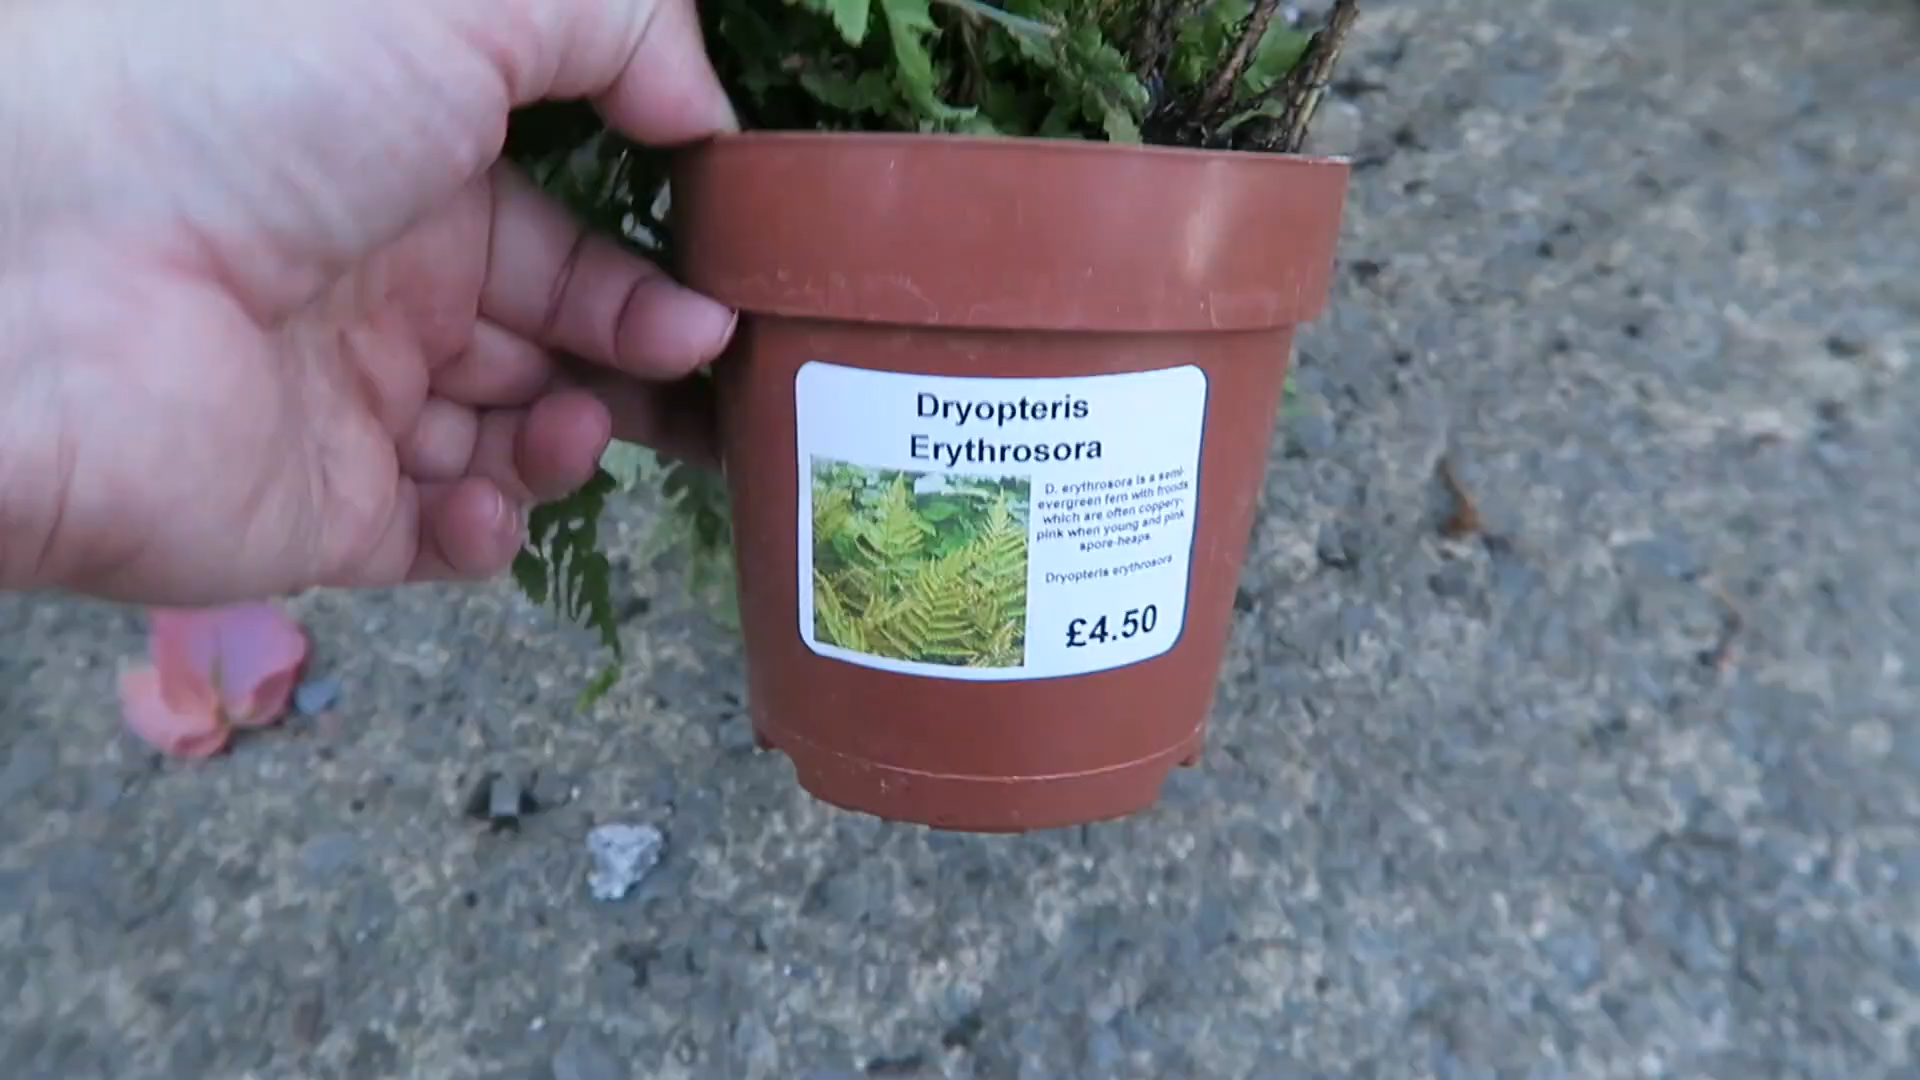 Dryopteris
Erythrosora
D. erythrosora is a semi-
evergreen fern with fronds
which are often coppery-
pink when young and pink
spore-heaps.
Dryopteris erythrosora
£4.50